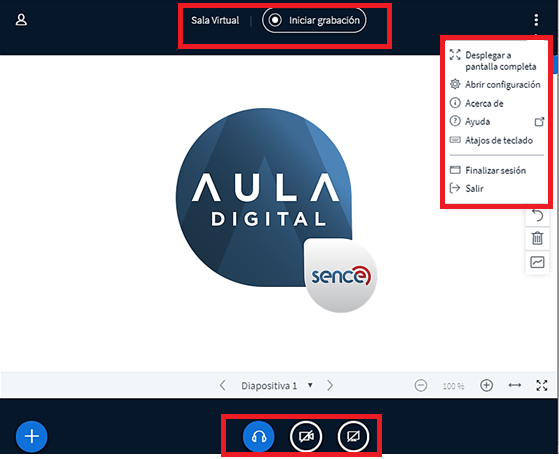 Sala Virtual
Iniciar grabación
Desplegar a
pantalla completa
Abrir configuración
Acerca de
Ayuda
Atajos de teclado
Finalizar sesión
Salir
AULA
DIGITAL
sence
Diapositiva 1
100 %